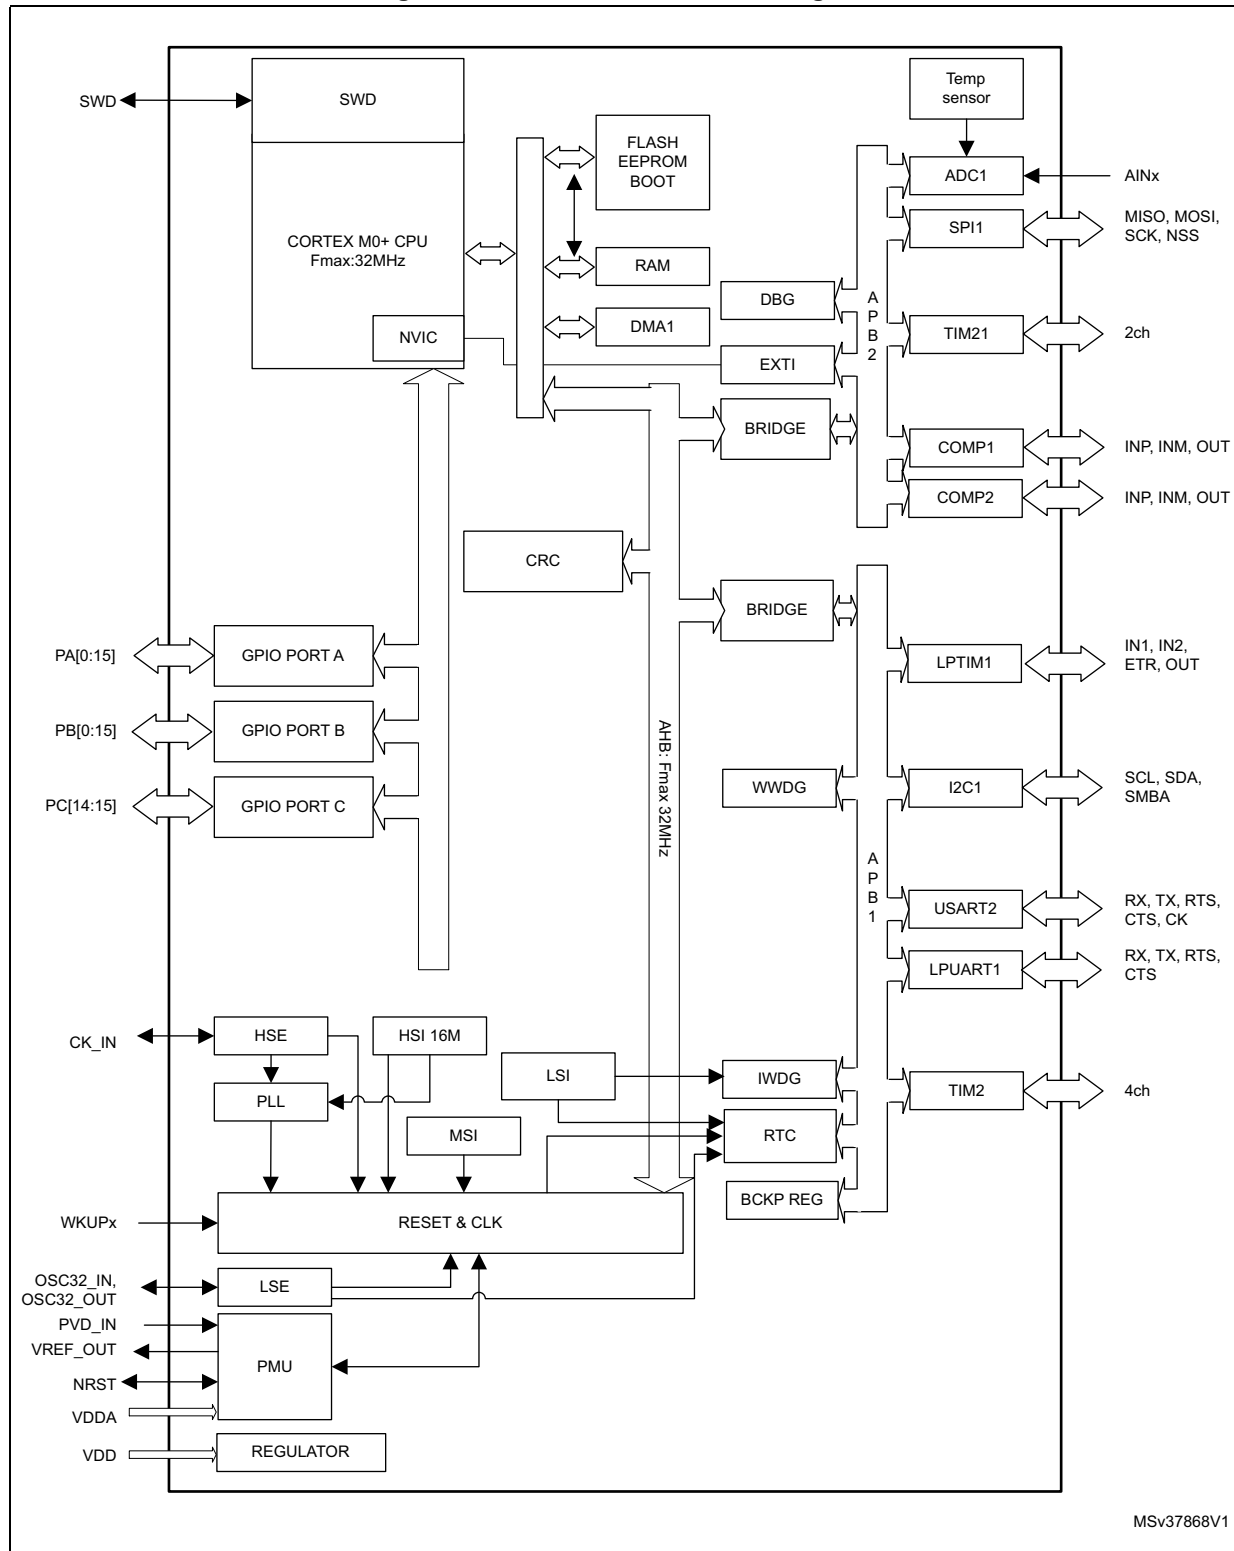 SWD
SWD
Temp
sensor
FLASH
EEPROM
BOOT
ADC1
AINx
SPI1
MISO, MOSI,
SCK, NSS
CORTEX M0+ CPU
Fmax:32MHz
RAM
DBG
DMA1
NVIC
EXTI
APB2
TIM21
2ch
BRIDGE
COMP1
INP, INM, OUT
COMP2
INP, INM, OUT
CRC
BRIDGE
PA[0:15]
GPIO PORT A
LPTIM1
IN1, IN2,
ETR, OUT
PB[0:15]
GPIO PORT B
AHB: Fmax 32MHz
PC[14:15]
GPIO PORT C
WWDG
I2C1
SCL, SDA,
SMBA
APB1
USART2
RX, TX, RTS,
CTS, CK
LPUART1
RX, TX, RTS,
CTS
CK_IN
HSE
HSI 16M
LSI
IWDG
TIM2
4ch
PLL
MSI
RTC
BCKP REG
WKUPx
RESET & CLK
OSC32_IN,
OSC32_OUT
LSE
PVD_IN
VREF_OUT
PMU
NRST
VDDA
VDD
REGULATOR
MSv37868V1